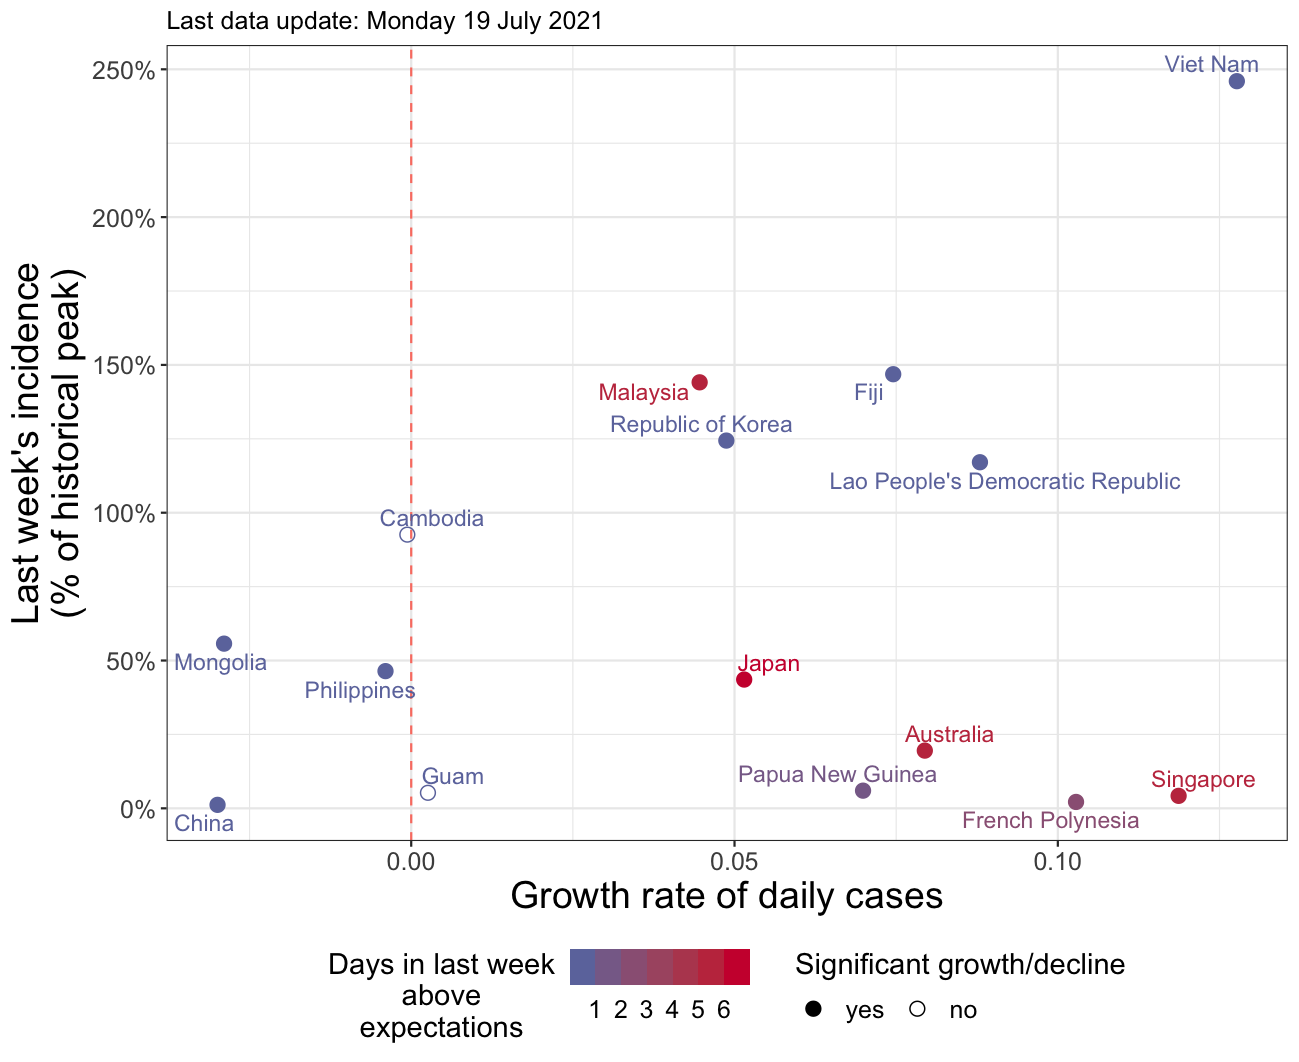 Last data update: Monday 19 July 2021
Last week's incidence
(% of historical peak)
250%
200%
150%
100%
50%
0%
Viet Nam
Malaysia
Fiji
Republic of Korea
Lao People's Democratic Republic
Cambodia
Mongolia
Philippines
Japan
Australia
Guam
Papua New Guinea
Singapore
China
French Polynesia
0.00 0.05 0.10
Growth rate of daily cases
Days in last week
above
expectations
1 2 3 4 5 6
Significant growth/decline
yes no